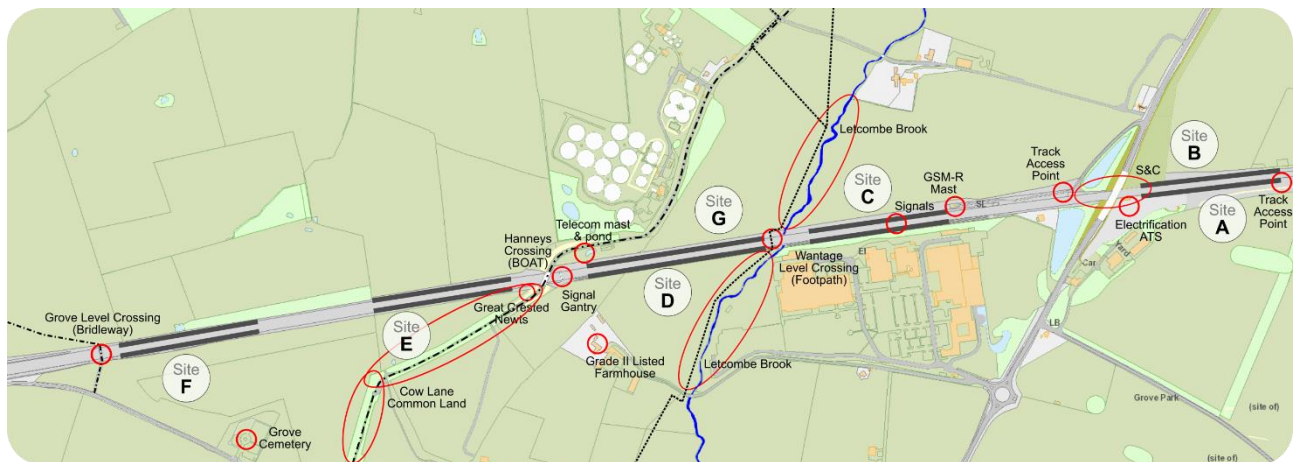 Letcombe Brook
Site
B
Track
Access
Point
S&C
GSM-R
Mast
Site
C
Signals
SL
Site
G
Telecom mast
& pond
Hanneys
Crossing
(BOAT)
Site
A
Track
Access
Point
Electrification
ATS
Yard
Car
El
Wantage
Level Crossing
(Footpath)
Site
D
Signal
Gantry
Great Crested
Newts
Grove Level Crossing
(Bridleway)
Site
E
LB
Grade II Listed
Farmhouse
Letcombe Brook
Site
F
Cow Lane
Common Land
Grove Park
(site of)
Grove
Cemetery
(site of)